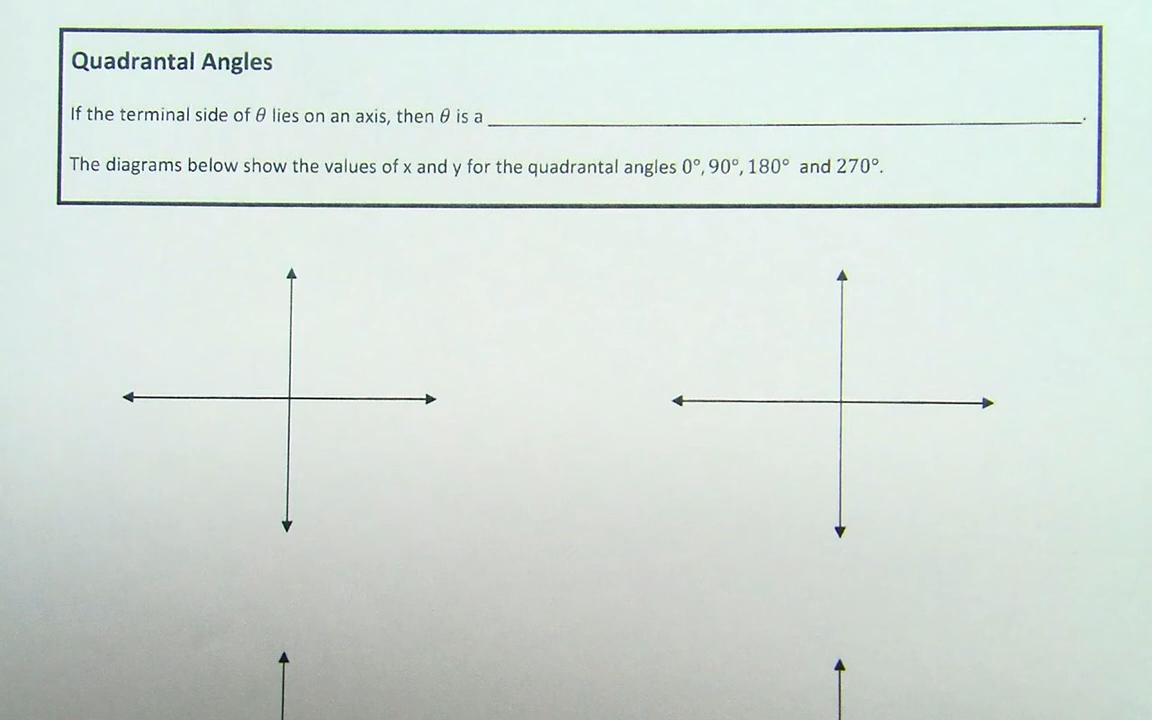 Quadrantal Angles
If the terminal side of θ lies on an axis, then θ is a ______________________________.
The diagrams below show the values of x and y for the quadrantal angles 0°, 90°, 180° and 270°.